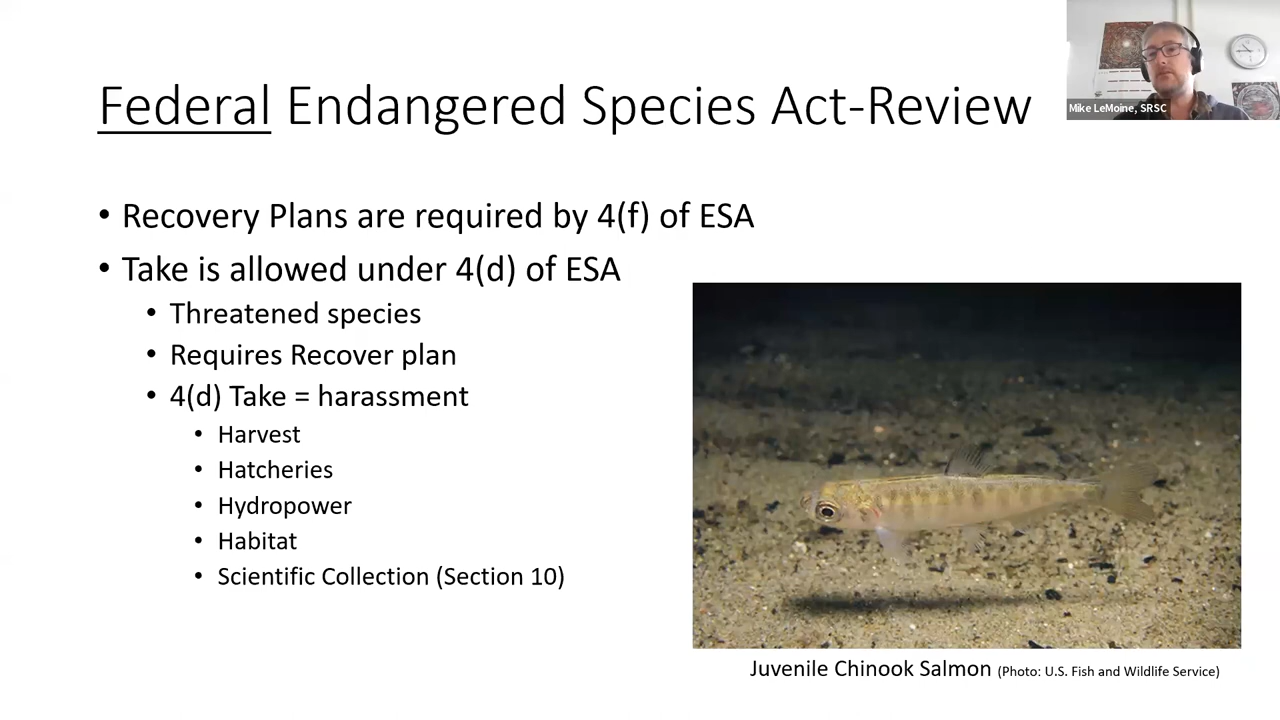 Federal Endangered Species Act-Review
Mike LeMoine, SRSC
• Recovery Plans are required by 4(f) of ESA
• Take is allowed under 4(d) of ESA
• Threatened species
• Requires Recover plan
• 4(d) Take = harassment
• Harvest
• Hatcheries
• Hydropower
• Habitat
• Scientific Collection (Section 10)
Juvenile Chinook Salmon (Photo: U.S. Fish and Wildlife Service)